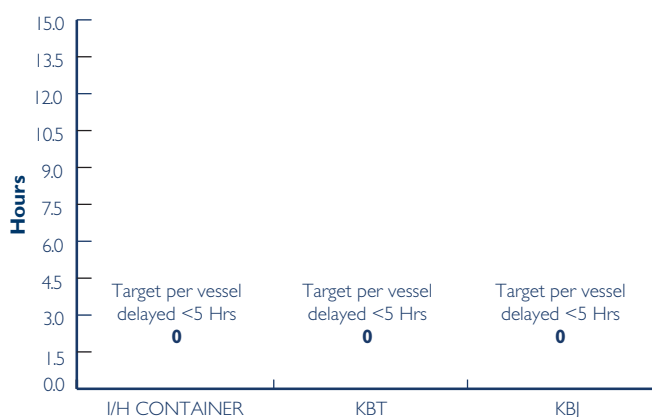 15.0
13.5
12.0
10.5
9.0
7.5
6.0
4.5
3.0
1.5
0.0
Hours
Target per vessel
delayed <5 Hrs
0
Target per vessel
delayed <5 Hrs
0
Target per vessel
delayed <5 Hrs
0
I/H CONTAINER
KBT
KBJ